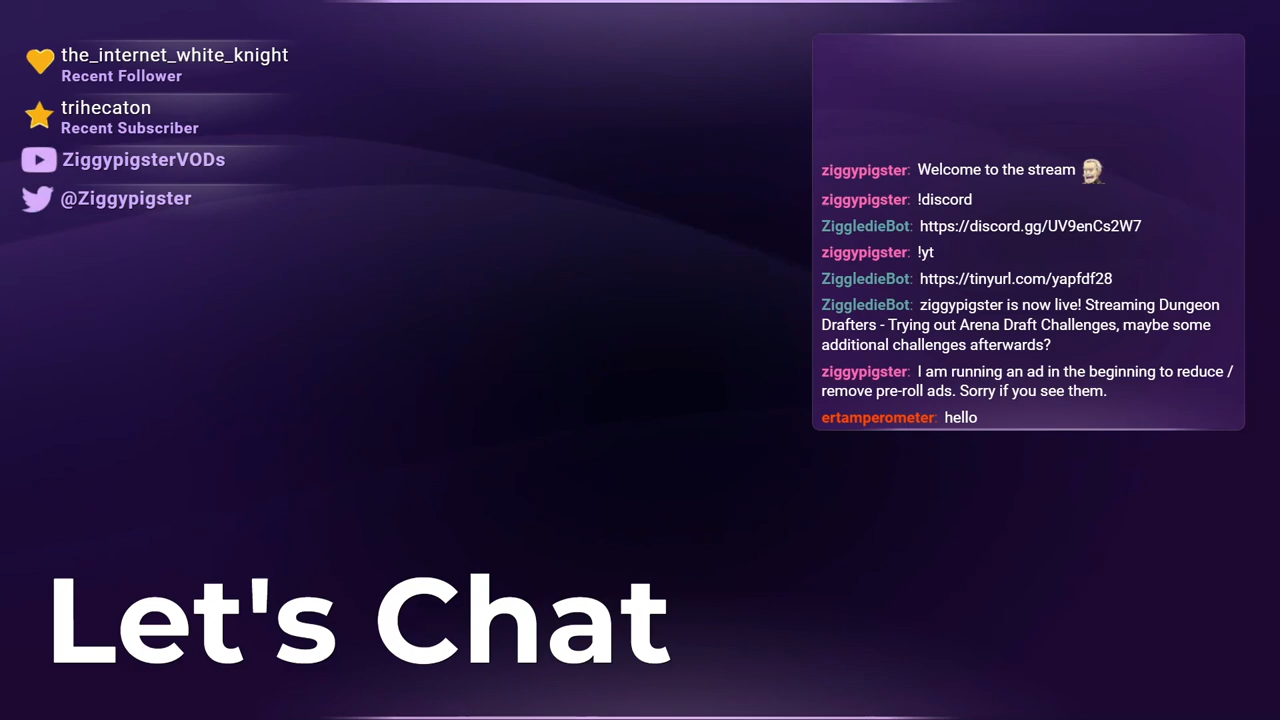 the_internet_white_knight
Recent Follower
trihecaton
Recent Subscriber
ZiggypigsterVODs
@Ziggypigster
ziggypigster: Welcome to the stream
ziggypigster: !discord
ZiggledieBot: https://discord.gg/UV9enCs2W7
ziggypigster: !yt
ZiggledieBot: https://tinyurl.com/yapfdf28
ZiggledieBot: ziggypigster is now live! Streaming Dungeon
Drafters - Trying out Arena Draft Challenges, maybe some
additional challenges afterwards?
ziggypigster: I am running an ad in the beginning to reduce /
remove pre-roll ads. Sorry if you see them.
ertamperometer: hello
Let's Chat